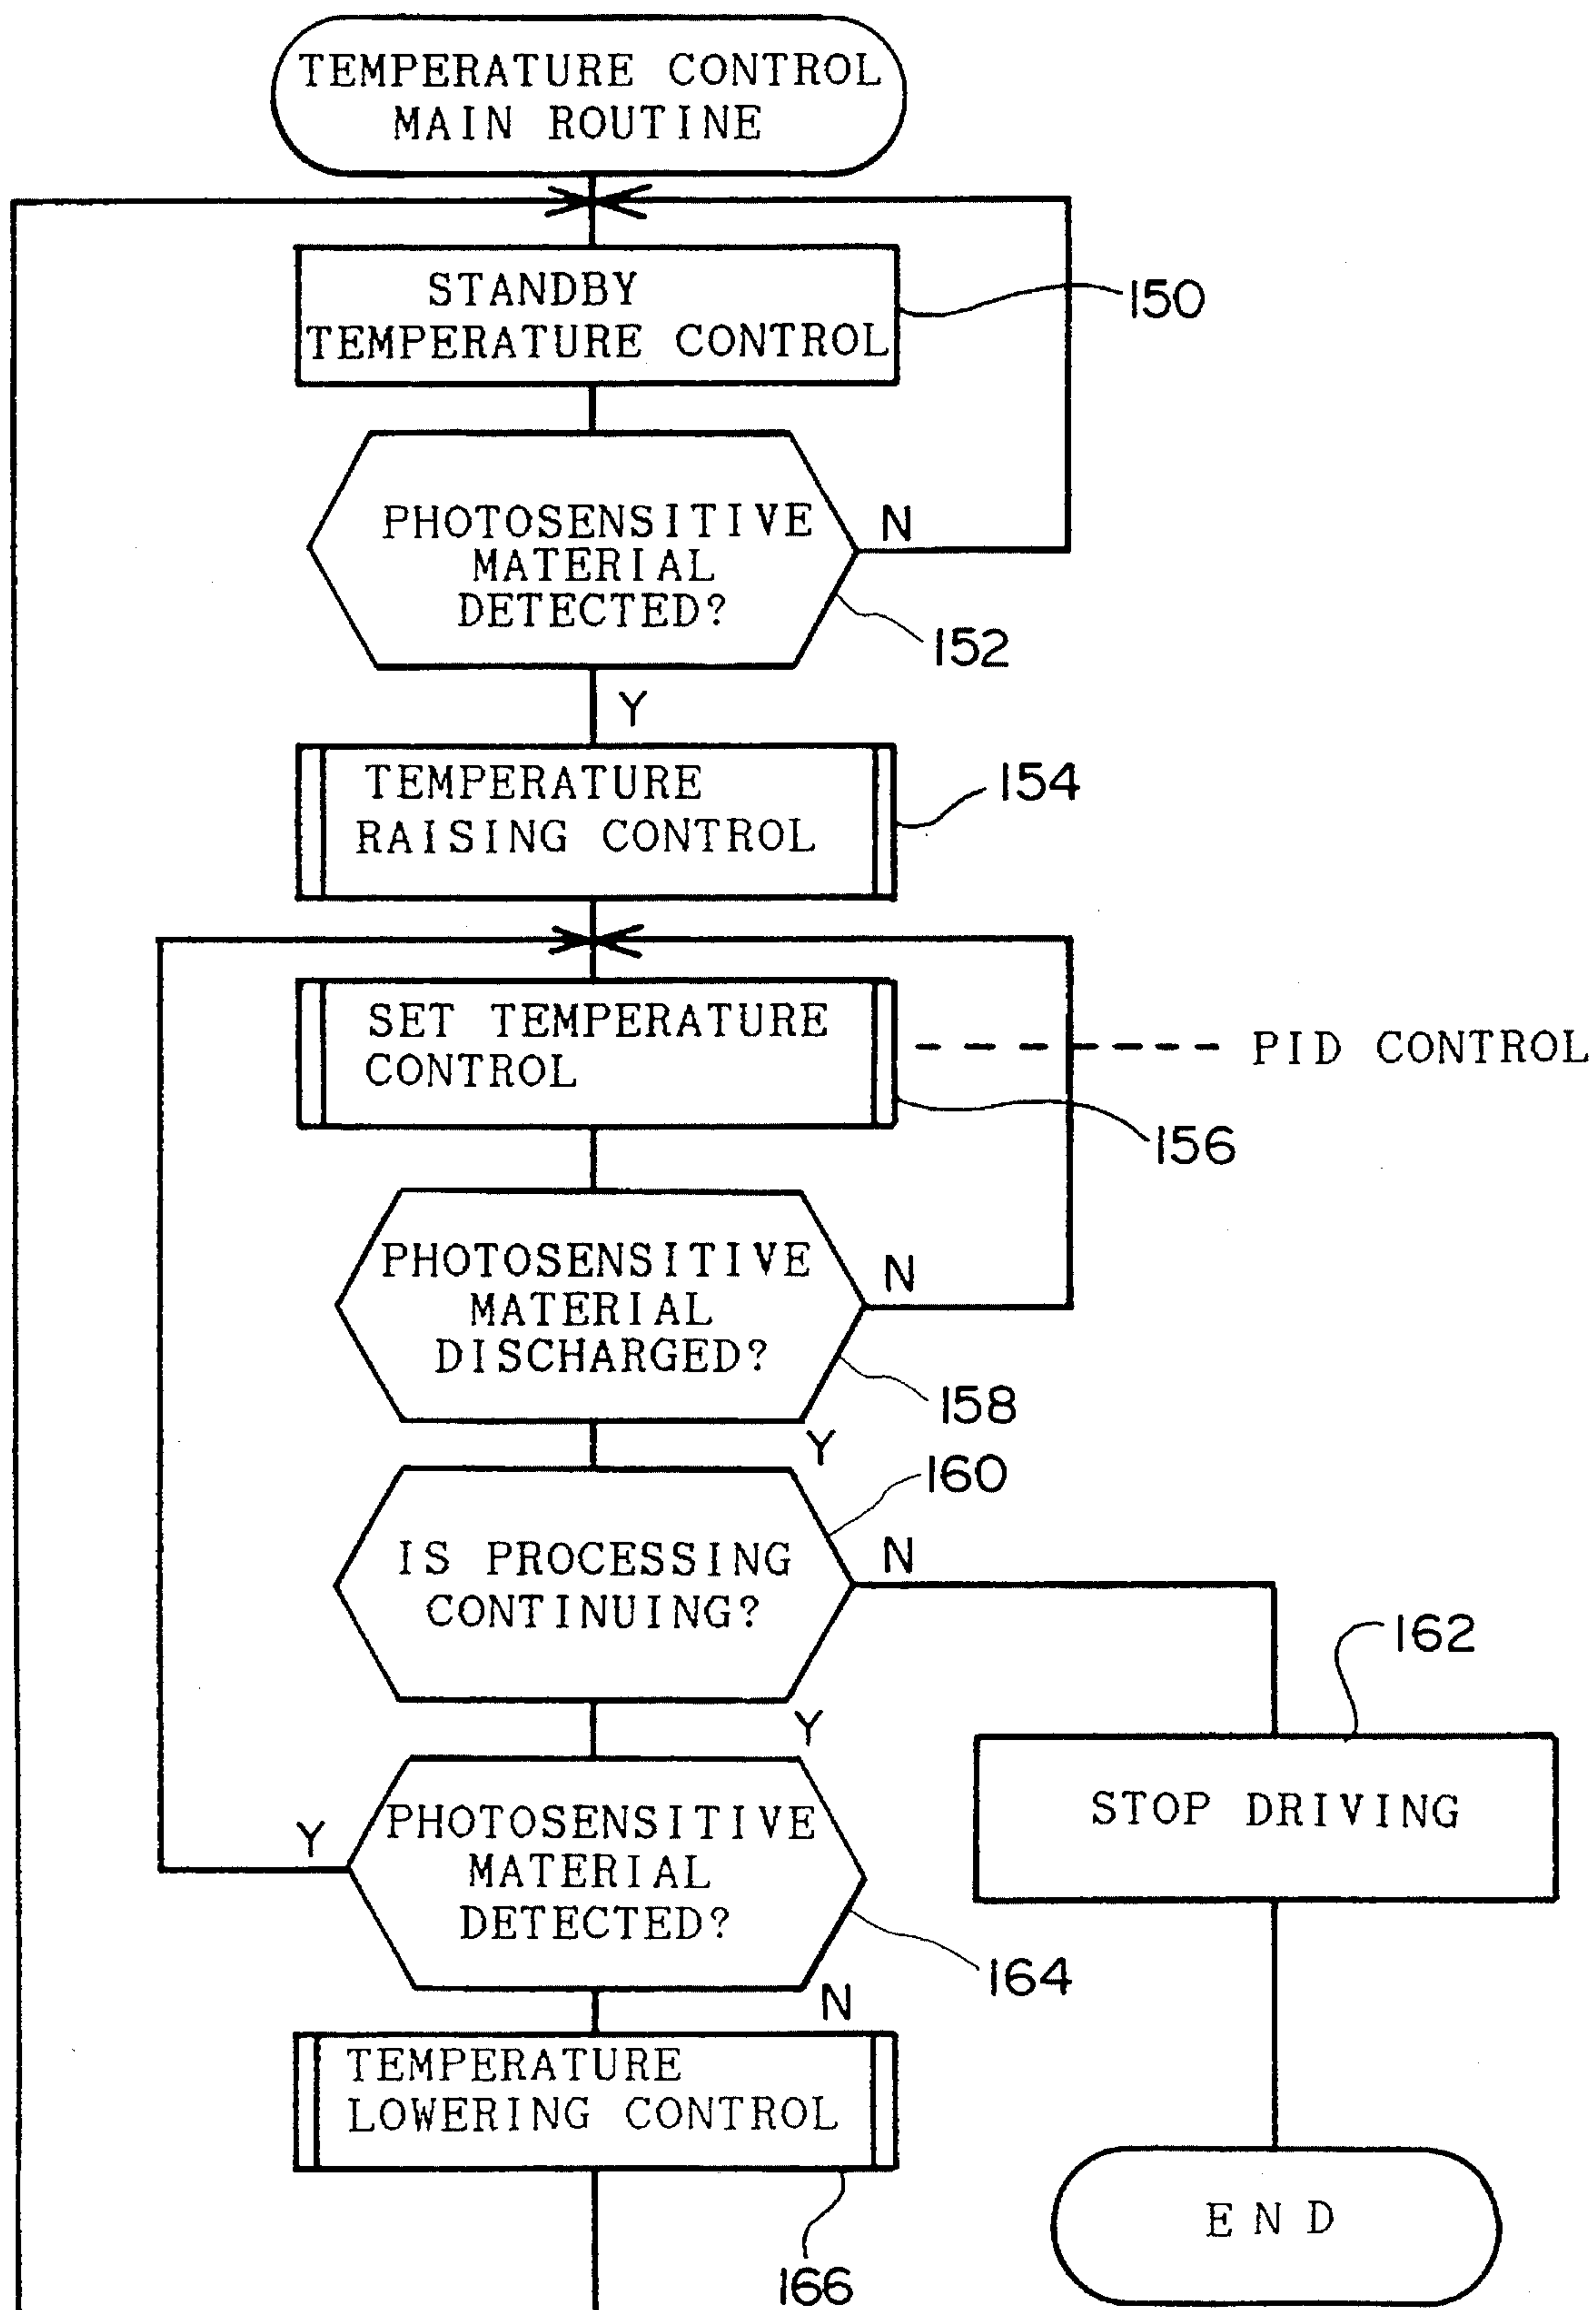 TEMPERATURE CONTROL
MAIN ROUTINE
STANDBY
TEMPERATURE CONTROL
150
PHOTOSENSITIVE
MATERIAL
DETECTED?
N
152
Y
TEMPERATURE
RAISING CONTROL
154
SET TEMPERATURE
CONTROL
PID CONTROL
156
PHOTOSENSITIVE
MATERIAL
DISCHARGED?
N
158
Y
160
IS PROCESSING
CONTINUING?
N
162
Y
STOP DRIVING
PHOTOSENSITIVE
MATERIAL
DETECTED?
Y
164
N
TEMPERATURE
LOWERING CONTROL
166
END